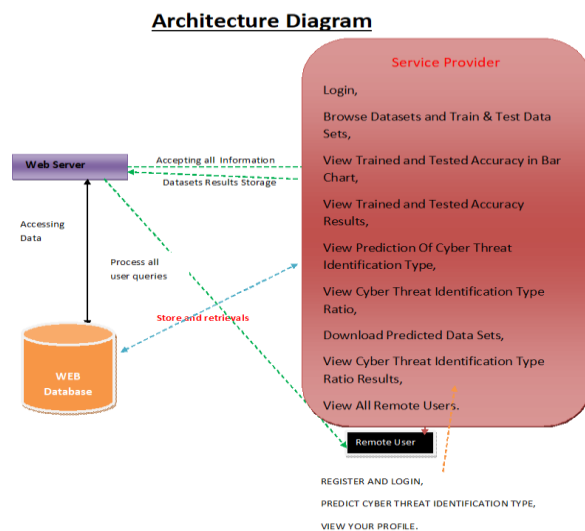 Architecture Diagram
Service Provider
Login,
Browse Datasets and Train & Test Data
Sets,
View Trained and Tested Accuracy in Bar
Chart,
View Trained and Tested Accuracy
Results,
View Prediction Of Cyber Threat
Identification Type,
View Cyber Threat Identification Type
Ratio,
Download Predicted Data Sets,
View Cyber Threat Identification Type
Ratio Results,
View All Remote Users.
Web Server
Accepting all Information
Datasets Results Storage
Accessing
Data
Process all
user queries
Store and retrievals
WEB
Database
Remote User
REGISTER AND LOGIN,
PREDICT CYBER THREAT IDENTIFICATION TYPE,
VIEW YOUR PROFILE.